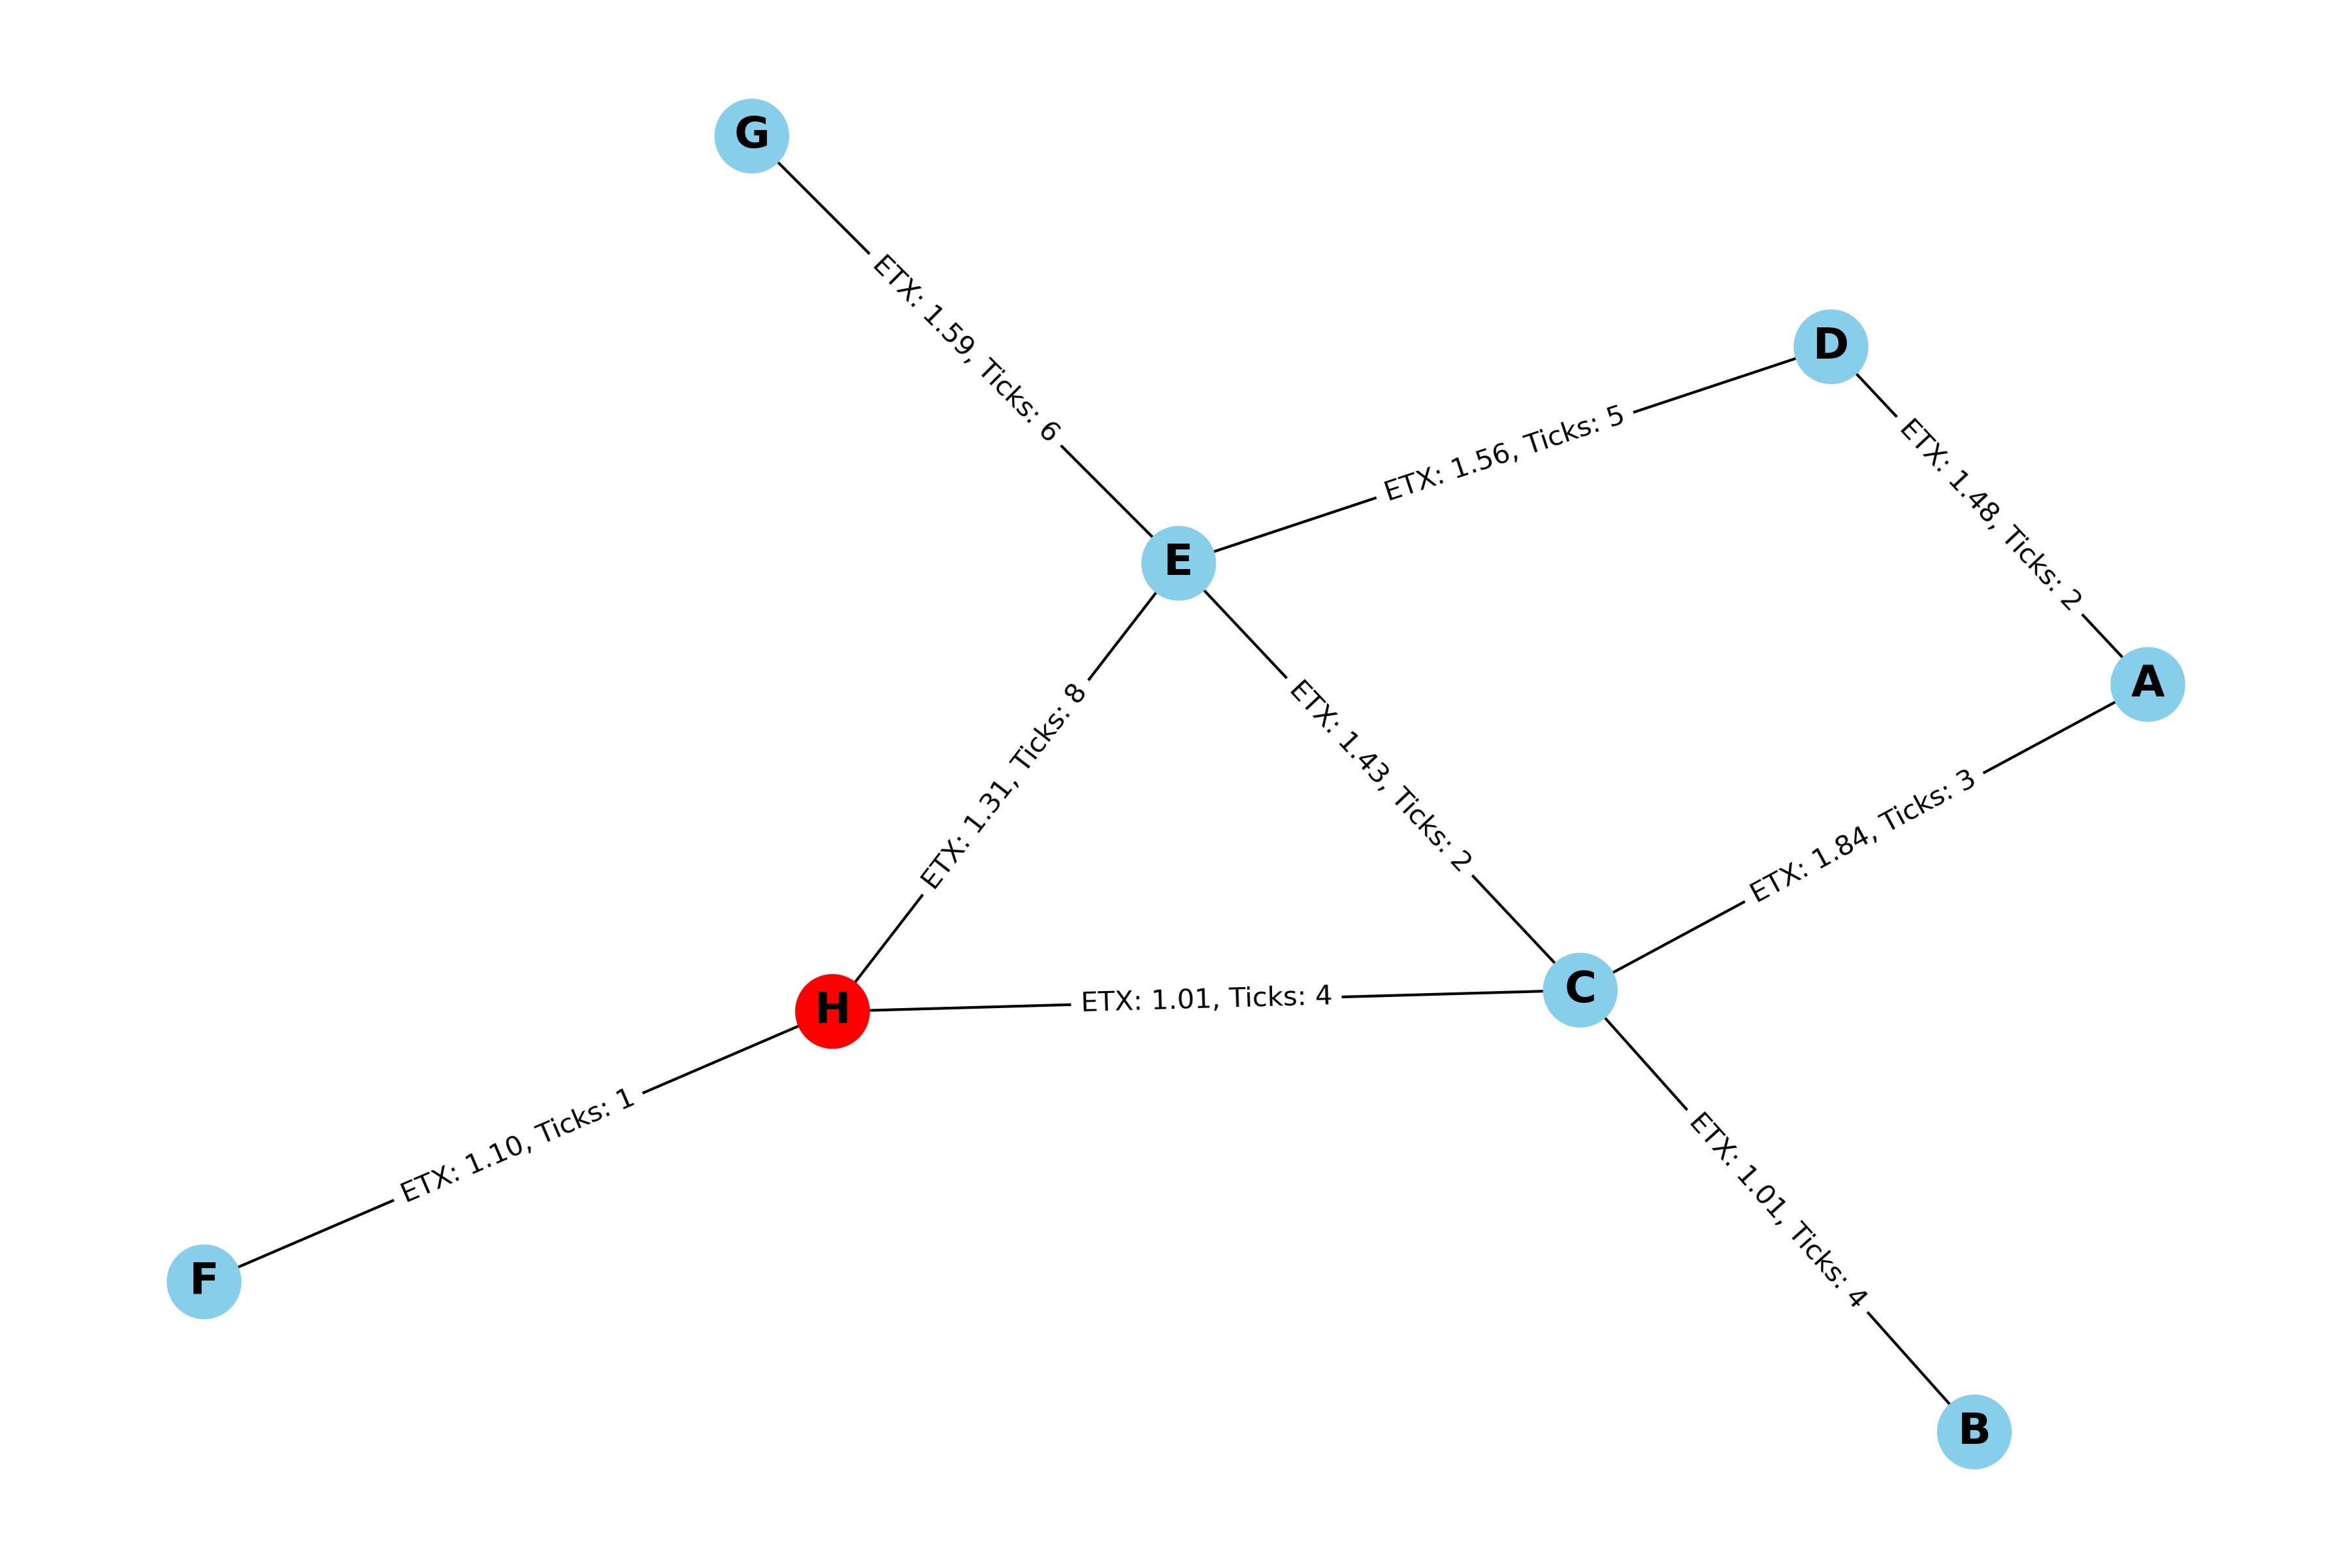 G
ETX: 1.59, Ticks: 6
D
ETX: 1.56, Ticks: 5
ETX: 1.48, Ticks: 2
E
A
ETX: 1.31, Ticks: 8
ETX: 1.43, Ticks: 2
ETX: 1.84, Ticks: 3
H
ETX: 1.01, Ticks: 4
C
ETX: 1.10, Ticks: 1
ETX: 1.01, Ticks: 4
F
B